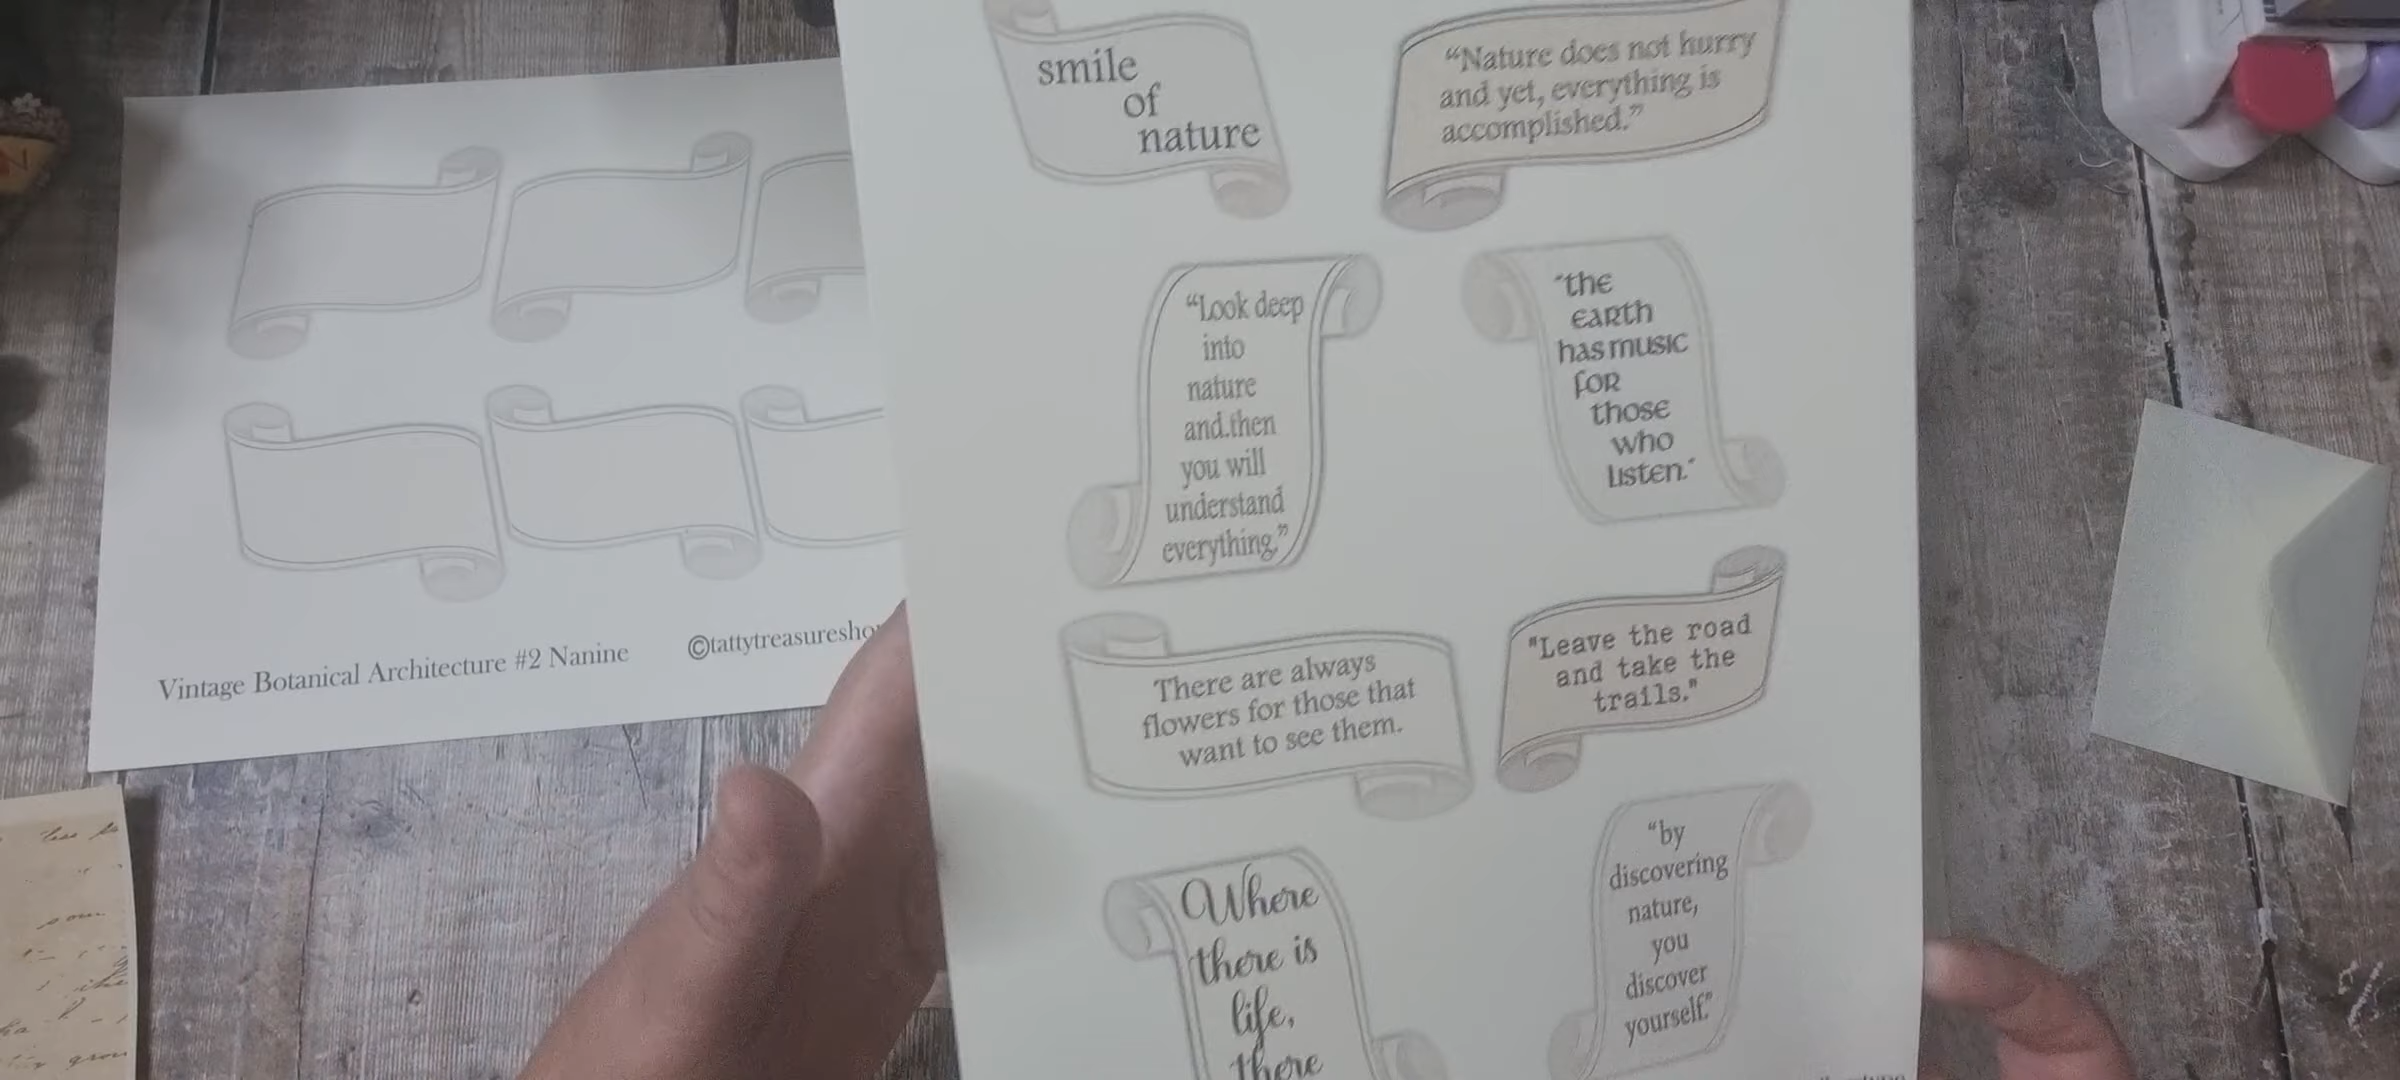 smile
of
nature
“Nature does not hurry
and yet, everything is
accomplished.”
“Look deep
into
nature
and.then
you will
understand
everything.”
"the
earth
has music
for
those
who
listen."
There are always
flowers for those that
want to see them.
"Leave the road
and take the
trails."
Where
there is
life,
there
“by
discovering
nature,
you
discover
yourself.”
Vintage Botanical Architecture #2 Nanine
©tattytreasuresho